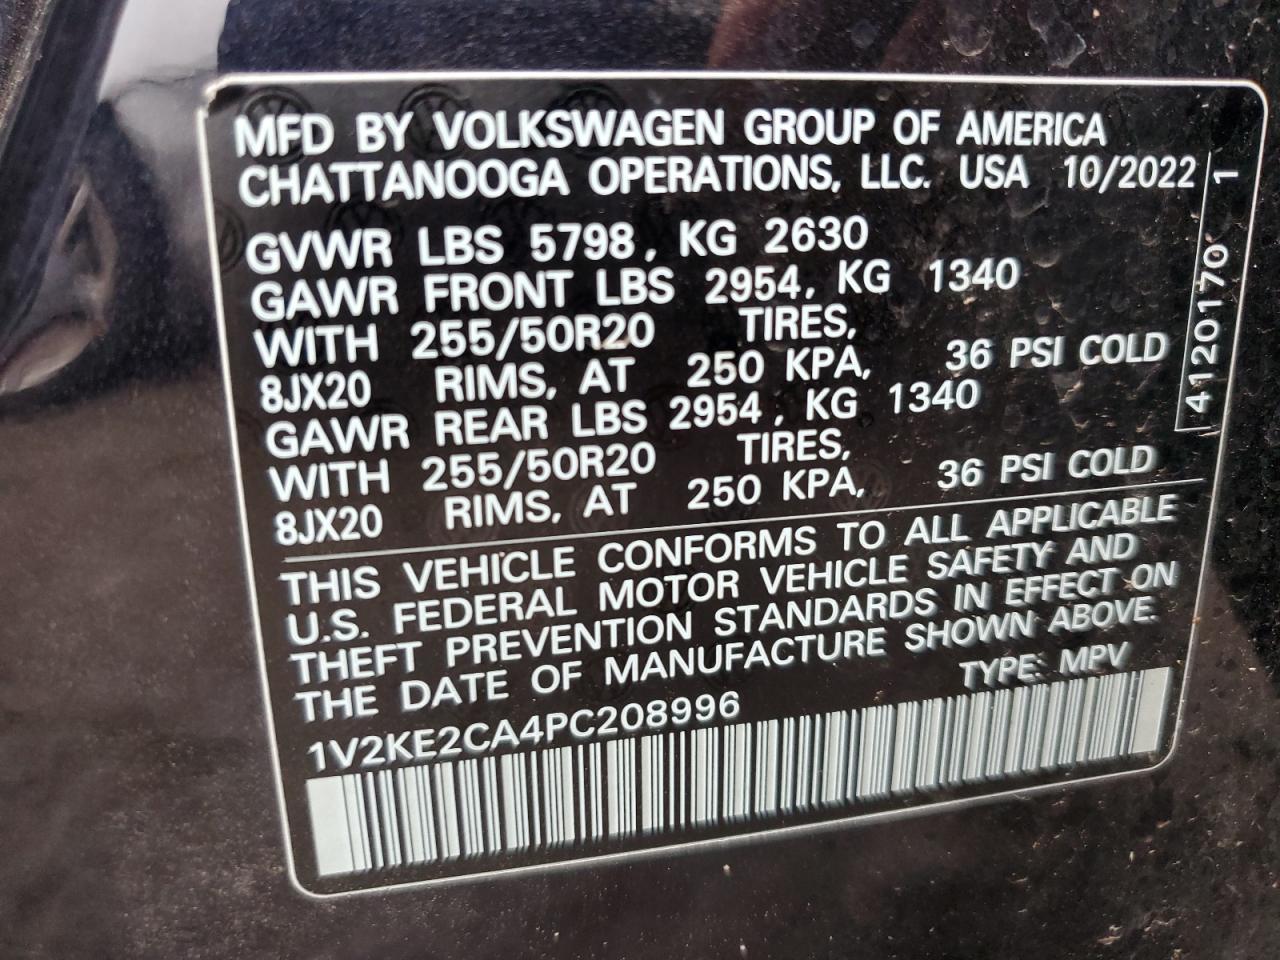 MFD BY VOLKSWAGEN GROUP OF AMERICA
CHATTANOOGA OPERATIONS, LLC. USA 10/2022
GVWR LBS 5798, KG 2630
GAWR FRONT LBS 2954, KG 1340
WITH 255/50R20 TIRES,
8JX20 RIMS, AT 250 KPA, 36 PSI COLD
GAWR REAR LBS 2954, KG 1340
WITH 255/50R20 TIRES,
8JX20 RIMS, AT 250 KPA, 36 PSI COLD
THIS VEHICLE CONFORMS TO ALL APPLICABLE
U.S. FEDERAL MOTOR VEHICLE SAFETY AND
THEFT PREVENTION STANDARDS IN EFFECT ON
THE DATE OF MANUFACTURE SHOWN ABOVE.
TYPE: MPV
1V2KE2CA4PC208996
4120170 1